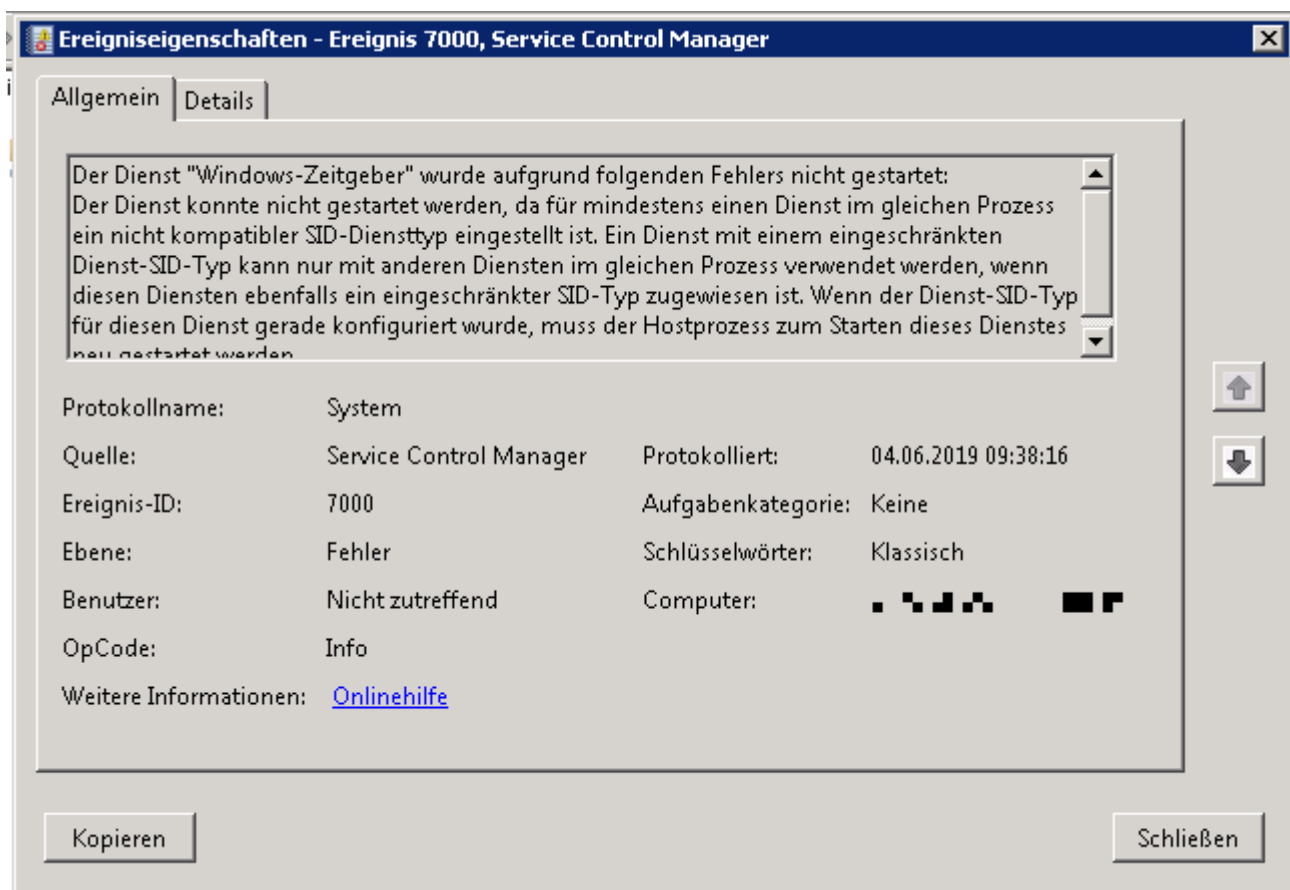 Ereigniseigenschaften - Ereignis 7000, Service Control Manager
Allgemein
Details
Der Dienst "Windows-Zeitgeber" wurde aufgrund folgenden Fehlers nicht gestartet:
Der Dienst konnte nicht gestartet werden, da für mindestens einen Dienst im gleichen Prozess
ein nicht kompatibler SID-Diensttyp eingestellt ist. Ein Dienst mit einem eingeschränkten
Dienst-SID-Typ kann nur mit anderen Diensten im gleichen Prozess verwendet werden, wenn
diesen Diensten ebenfalls ein eingeschränkter SID-Typ zugewiesen ist. Wenn der Dienst-SID-Typ
für diesen Dienst gerade konfiguriert wurde, muss der Hostprozess zum Starten dieses Dienstes
neu gestartet werden
Protokollname: System
Quelle: Service Control Manager Protokolliert: 04.06.2019 09:38:16
Ereignis-ID: 7000 Aufgabenkategorie: Keine
Ebene: Fehler Schlüsselwörter: Klassisch
Benutzer: Nicht zutreffend Computer:
OpCode: Info
Weitere Informationen: Onlinehilfe
Kopieren Schließen